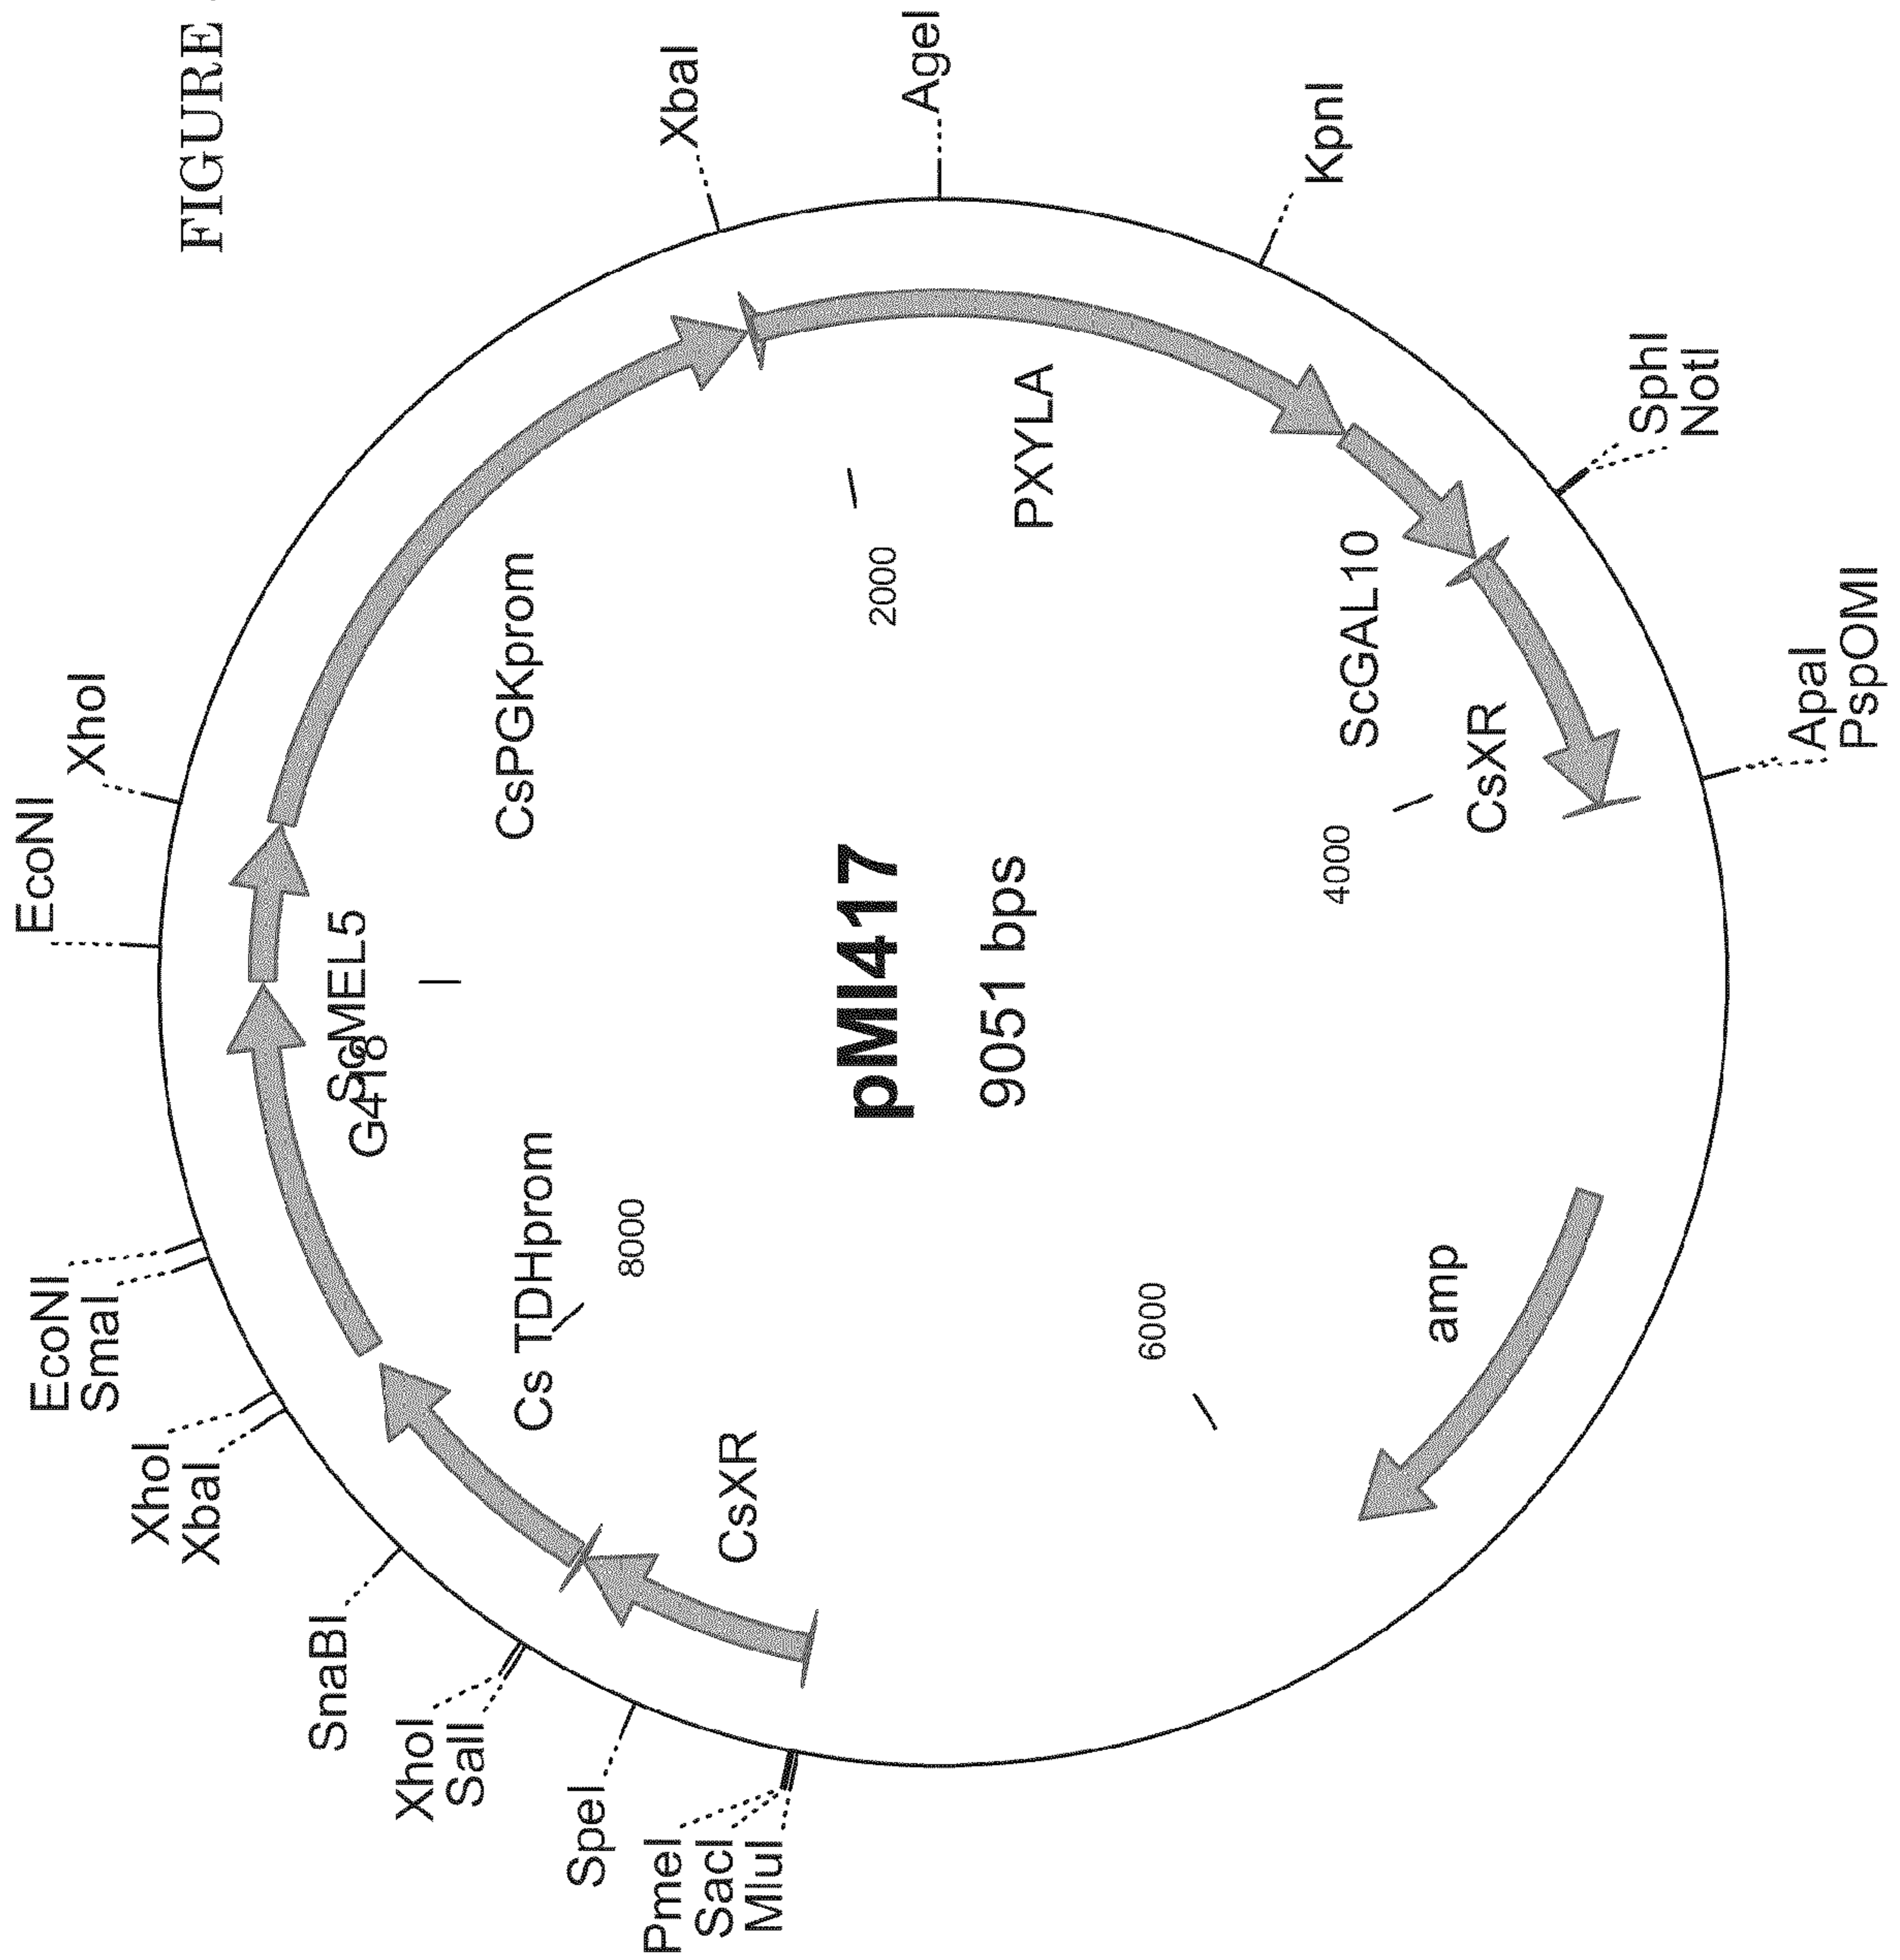 FIGURE
XbaI
AgeI
KpnI
SphI
NotI
ApaI
PspOMI
XhoI
EcoNI
EcoNI
SmaI
XhoI
XbaI
SnaBI
XhoI
SalI
SpeI
PmeI
SacI
MluI
CsPGKprom
PXYLA
ScGAL10
CsXR
ScMEL5
G418
Cs TDHprom
CsXR
amp
2000
4000
6000
8000
pMI417
9051 bps